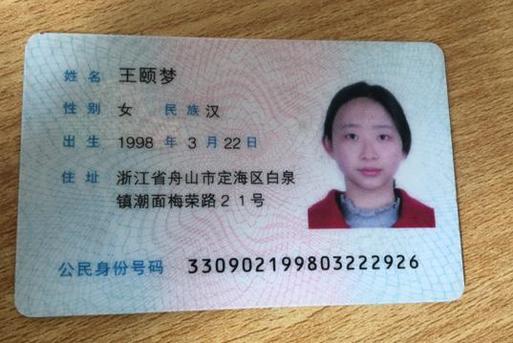 姓名 王颐梦
性别 女 民族 汉
出生 1998 年 3 月 22 日
住址 浙江省舟山市定海区白泉
镇潮面梅荣路21号
公民身份号码 330902199803222926